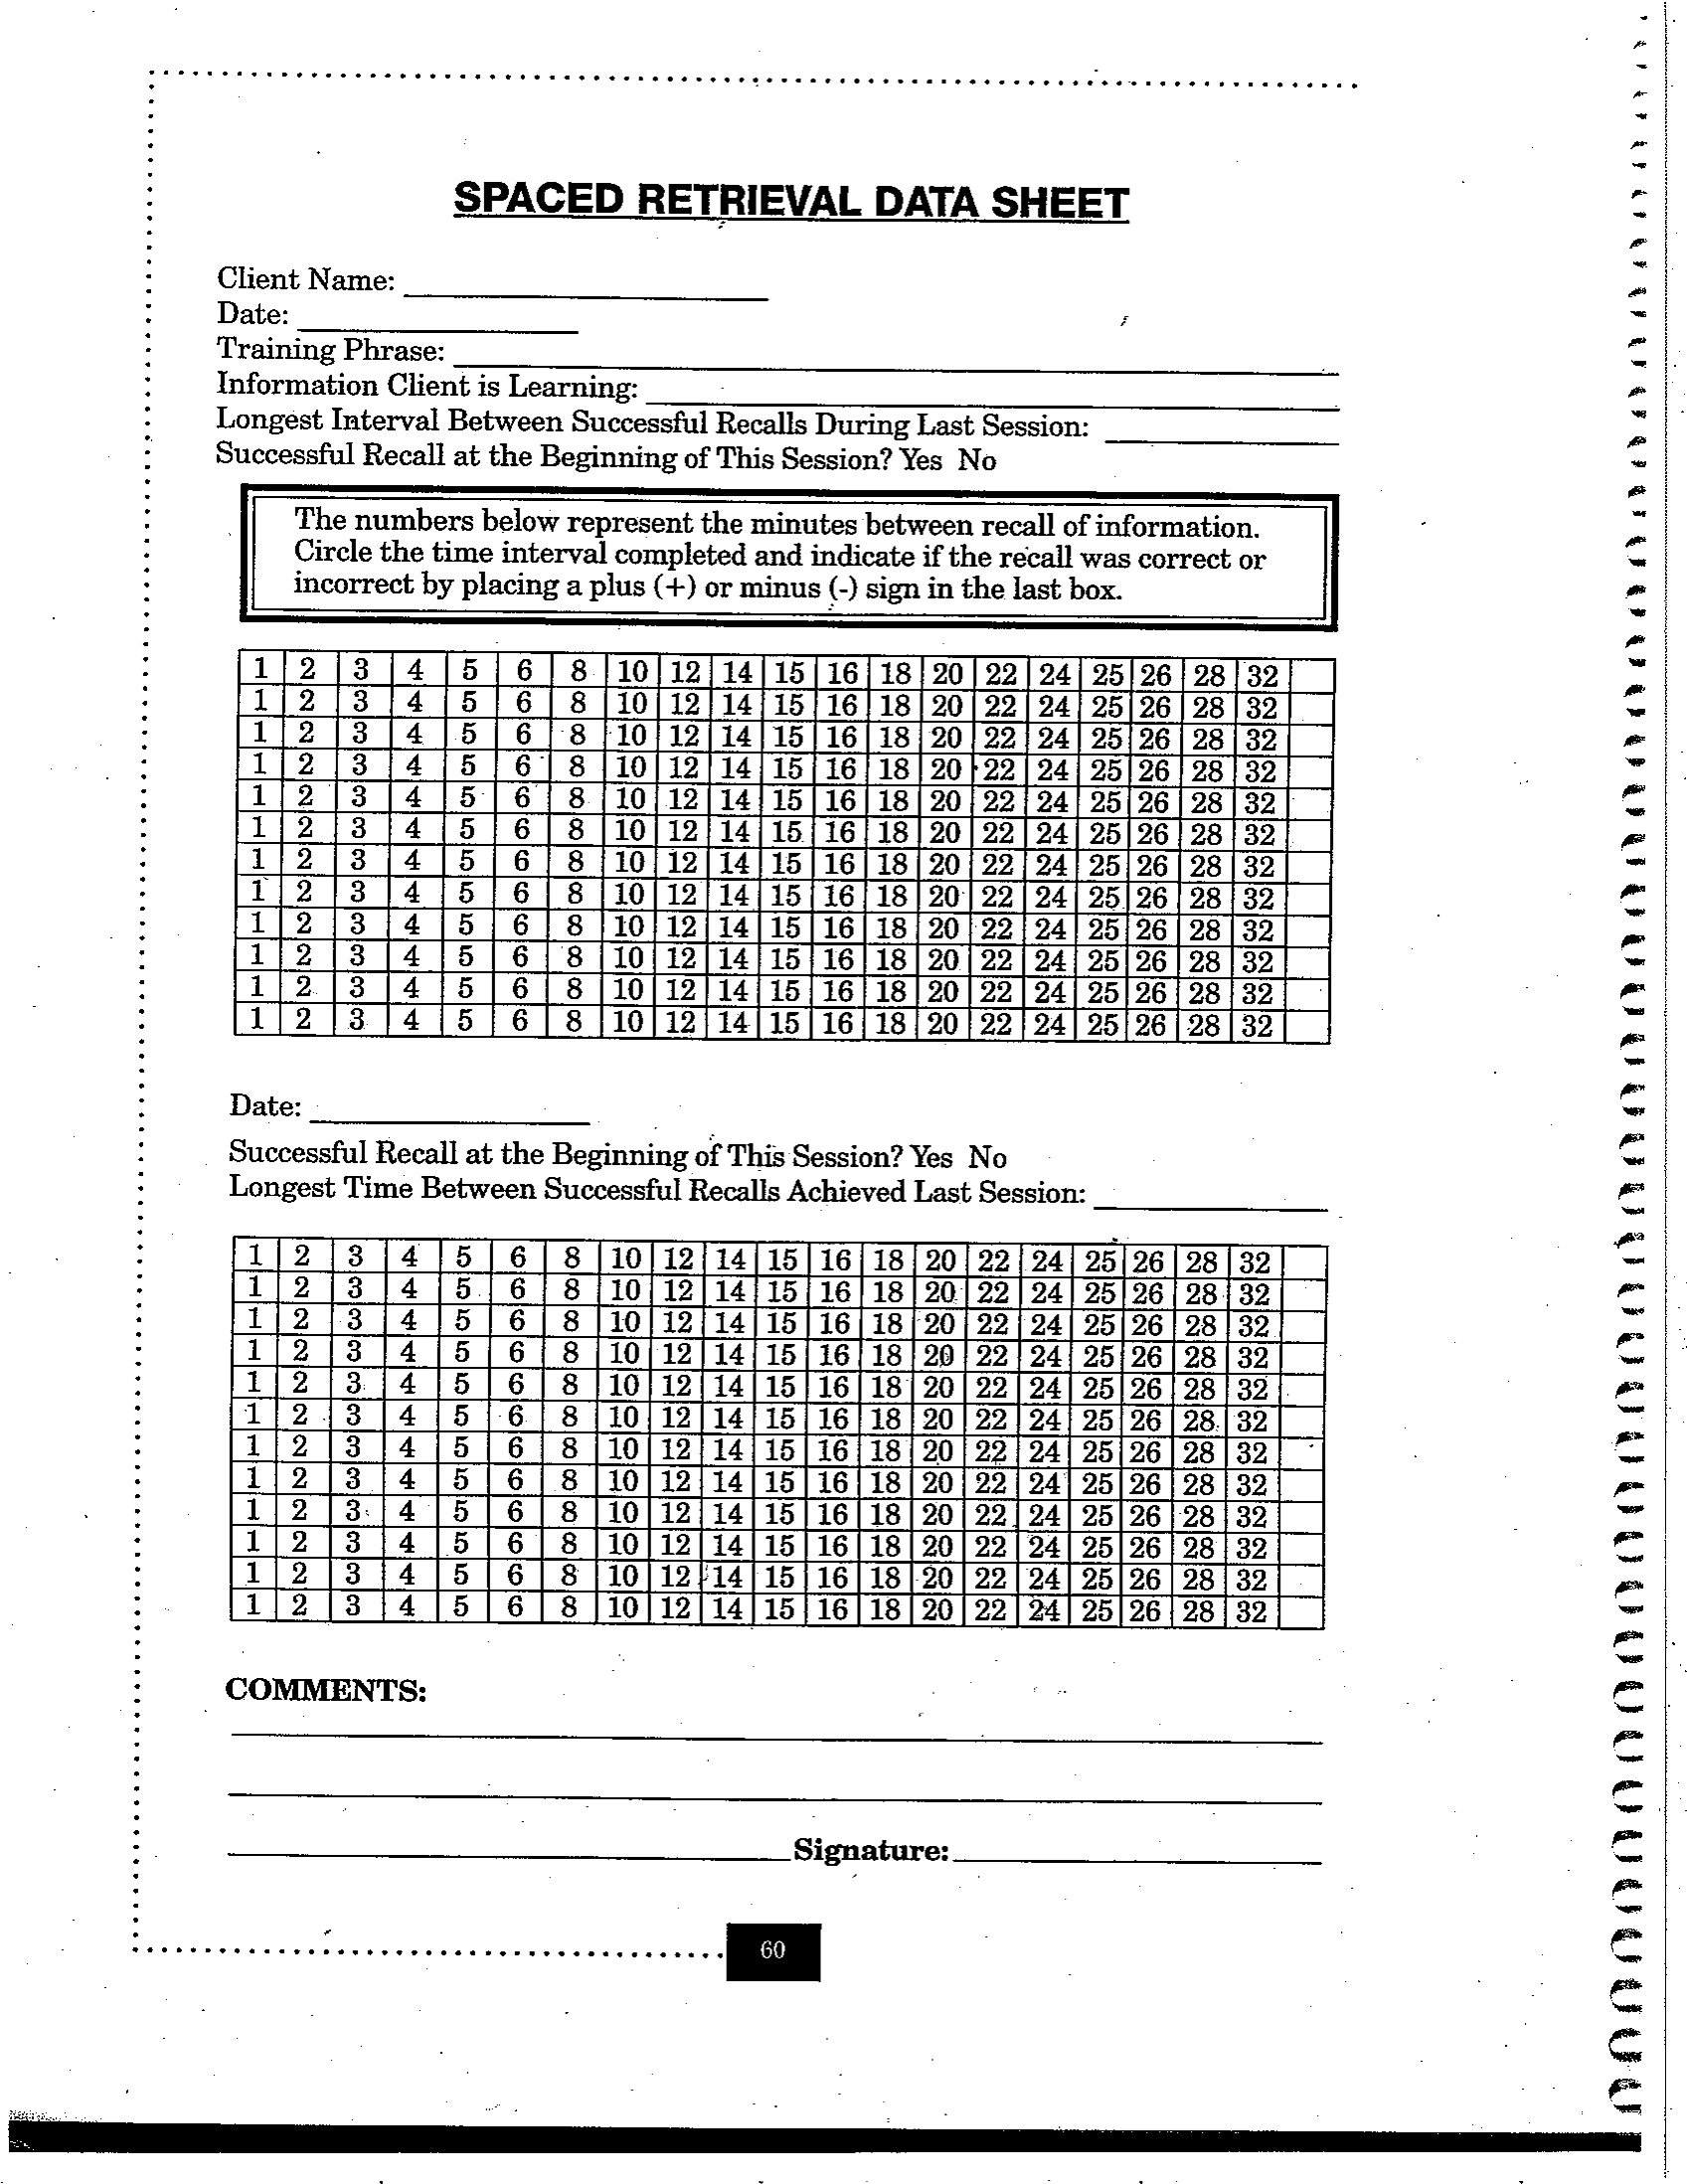 SPACED RETRIEVAL DATA SHEET
Client Name:
Date:
Training Phrase:
Information Client is Learning:
Longest Interval Between Successful Recalls During Last Session:
Successful Recall at the Beginning of This Session? Yes No
The numbers below represent the minutes between recall of information.
Circle the time interval completed and indicate if the recall was correct or
incorrect by placing a plus (+) or minus (-) sign in the last box.
1 2 3 4 5 6 8 10 12 14 15 16 18 20 22 24 25 26 28 32
1 2 3 4 5 6 8 10 12 14 15 16 18 20 22 24 25 26 28 32
1 2 3 4 5 6 8 10 12 14 15 16 18 20 22 24 25 26 28 32
1 2 3 4 5 6 8 10 12 14 15 16 18 20 22 24 25 26 28 32
1 2 3 4 5 6 8 10 12 14 15 16 18 20 22 24 25 26 28 32
1 2 3 4 5 6 8 10 12 14 15 16 18 20 22 24 25 26 28 32
1 2 3 4 5 6 8 10 12 14 15 16 18 20 22 24 25 26 28 32
1 2 3 4 5 6 8 10 12 14 15 16 18 20 22 24 25 26 28 32
1 2 3 4 5 6 8 10 12 14 15 16 18 20 22 24 25 26 28 32
1 2 3 4 5 6 8 10 12 14 15 16 18 20 22 24 25 26 28 32
1 2 3 4 5 6 8 10 12 14 15 16 18 20 22 24 25 26 28 32
1 2 3 4 5 6 8 10 12 14 15 16 18 20 22 24 25 26 28 32
Date:
Successful Recall at the Beginning of This Session? Yes No
Longest Time Between Successful Recalls Achieved Last Session:
1 2 3 4 5 6 8 10 12 14 15 16 18 20 22 24 25 26 28 32
1 2 3 4 5 6 8 10 12 14 15 16 18 20 22 24 25 26 28 32
1 2 3 4 5 6 8 10 12 14 15 16 18 20 22 24 25 26 28 32
1 2 3 4 5 6 8 10 12 14 15 16 18 20 22 24 25 26 28 32
1 2 3 4 5 6 8 10 12 14 15 16 18 20 22 24 25 26 28 32
1 2 3 4 5 6 8 10 12 14 15 16 18 20 22 24 25 26 28 32
1 2 3 4 5 6 8 10 12 14 15 16 18 20 22 24 25 26 28 32
1 2 3 4 5 6 8 10 12 14 15 16 18 20 22 24 25 26 28 32
1 2 3 4 5 6 8 10 12 14 15 16 18 20 22 24 25 26 28 32
1 2 3 4 5 6 8 10 12 14 15 16 18 20 22 24 25 26 28 32
1 2 3 4 5 6 8 10 12 14 15 16 18 20 22 24 25 26 28 32
1 2 3 4 5 6 8 10 12 14 15 16 18 20 22 24 25 26 28 32
COMMENTS:
Signature:
60